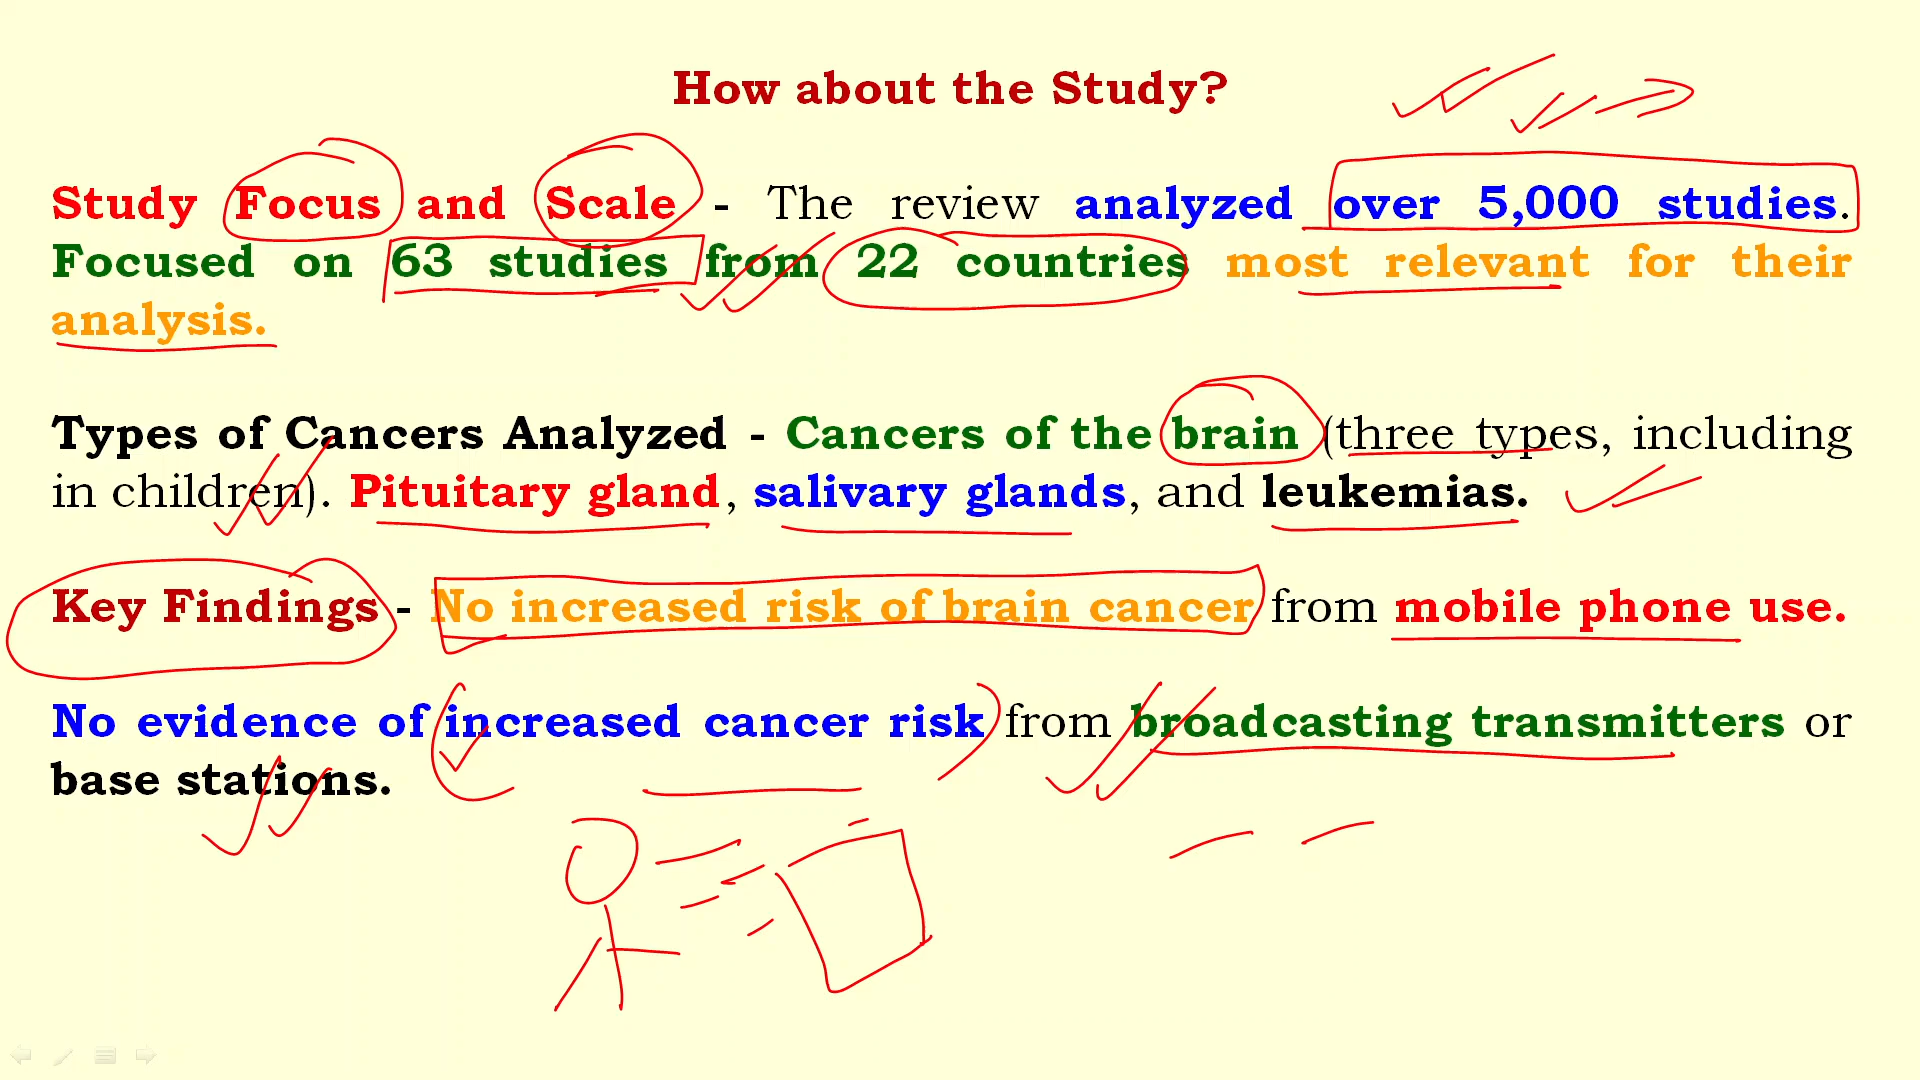 How about the Study?
Study Focus and Scale - The review analyzed over 5,000 studies.
Focused on 63 studies from 22 countries most relevant for their
analysis.
Types of Cancers Analyzed - Cancers of the brain (three types, including
in children). Pituitary gland, salivary glands, and leukemias.
Key Findings - No increased risk of brain cancer from mobile phone use.
No evidence of increased cancer risk from broadcasting transmitters or
base stations.